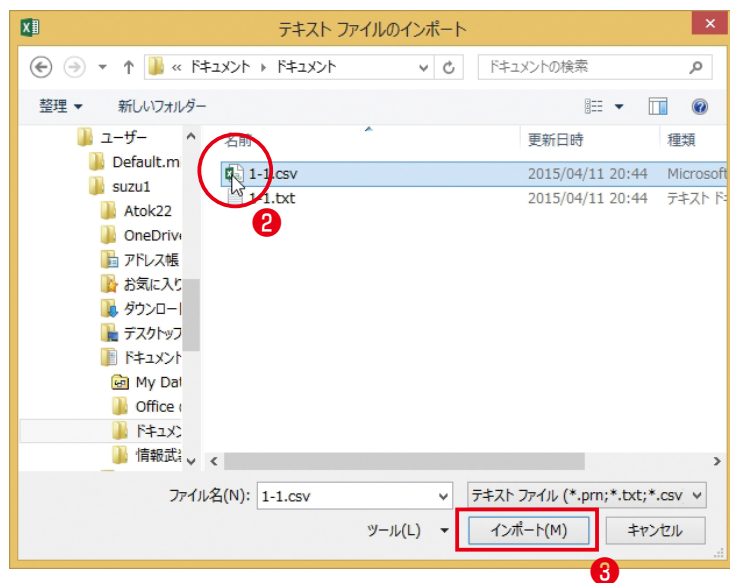 テキスト ファイルのインポート
« ドキュメント ドキュメント ドキュメントの検索
整理 新しいフォルダー
名前 更新日時 種類
ユーザー
Default.m
suzu1
Atok22
OneDrive
アドレス帳
お気に入り
ダウンロード
デスクトップ
ドキュメント
My Dat
Office
ドキュメ
情報武
1-1.csv 2015/04/11 20:44 Microsoft
1-1.txt 2015/04/11 20:44 テキスト ド
❷
ファイル名(N): 1-1.csv テキスト ファイル (*.prn;*.txt;*.csv
ツール(L) インポート(M) キャンセル
❸